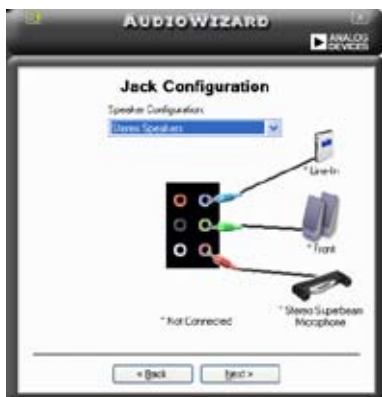 AUDIOWIZARD
ANALOG
DEVICES
Jack Configuration
Speaker Configuration:
Stereo Speakers
* Line-In
* Front
* Stereo Superbeam
Microphone
* Not Connected
< Back
Next >